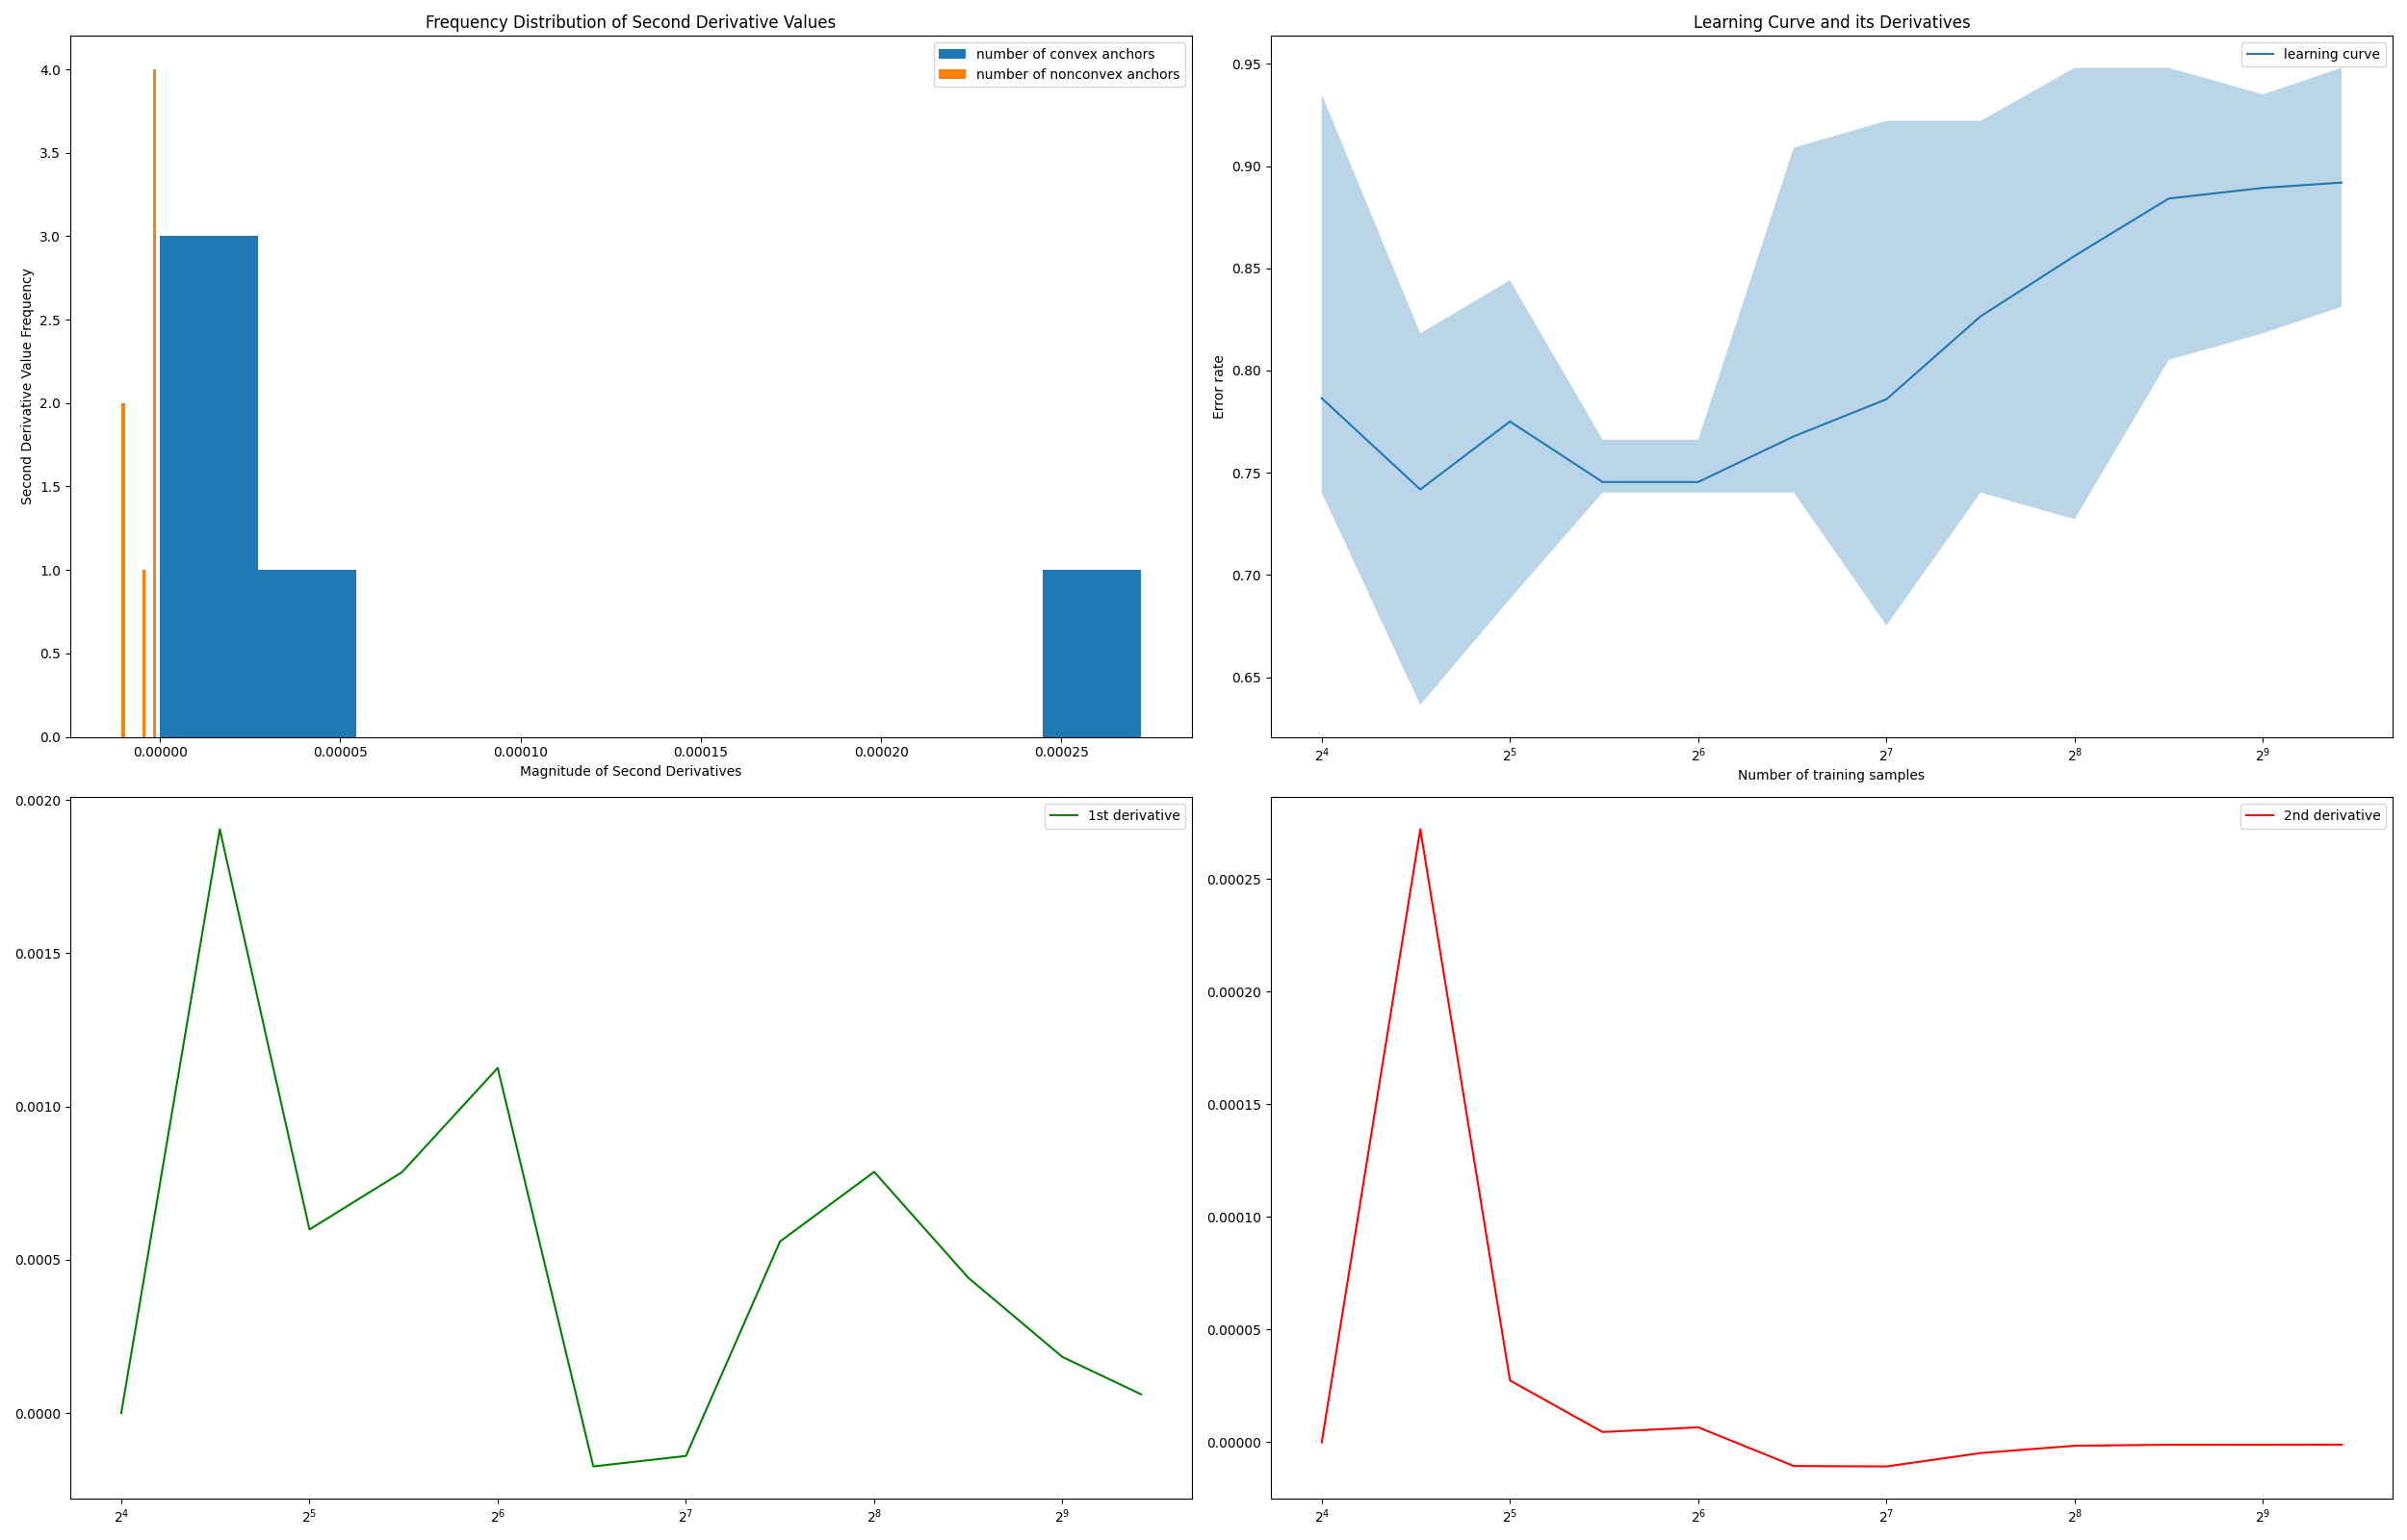 Frequency Distribution of Second Derivative Values
number of convex anchors
number of nonconvex anchors
Second Derivative Value Frequency
4.0
3.5
3.0
2.5
2.0
1.5
1.0
0.5
0.0
0.00000 0.00005 0.00010 0.00015 0.00020 0.00025
Magnitude of Second Derivatives
Learning Curve and its Derivatives
learning curve
Error rate
0.95
0.90
0.85
0.80
0.75
0.70
0.65
2⁴ 2⁵ 2⁶ 2⁷ 2⁸ 2⁹
Number of training samples
1st derivative
0.0020
0.0015
0.0010
0.0005
0.0000
2⁴ 2⁵ 2⁶ 2⁷ 2⁸ 2⁹
2nd derivative
0.00025
0.00020
0.00015
0.00010
0.00005
0.00000
2⁴ 2⁵ 2⁶ 2⁷ 2⁸ 2⁹